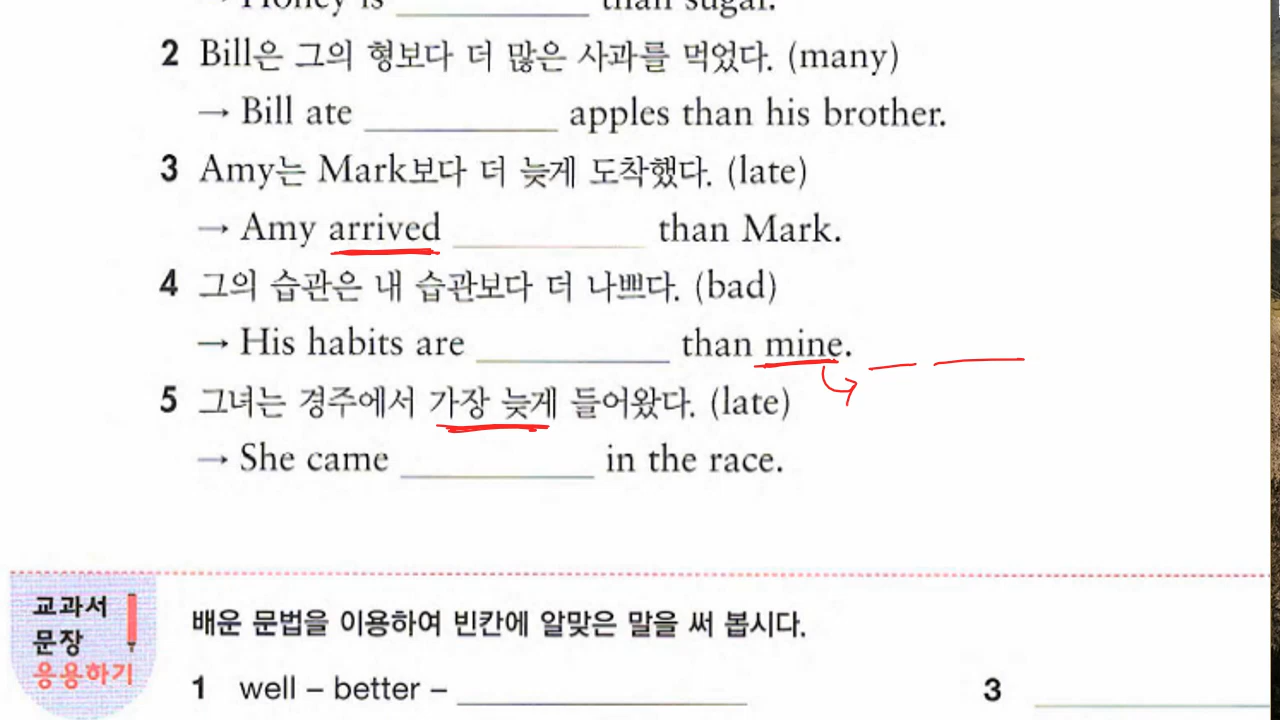 → Honey is __________ than sugar.
2 Bill은 그의 형보다 더 많은 사과를 먹었다. (many)
→ Bill ate __________ apples than his brother.
3 Amy는 Mark보다 더 늦게 도착했다. (late)
→ Amy arrived __________ than Mark.
4 그의 습관은 내 습관보다 더 나쁘다. (bad)
→ His habits are __________ than mine.
5 그녀는 경주에서 가장 늦게 들어왔다. (late)
→ She came __________ in the race.
교과서
문장
응용하기
배운 문법을 이용하여 빈칸에 알맞은 말을 써 봅시다.
1 well – better – __________
3 __________